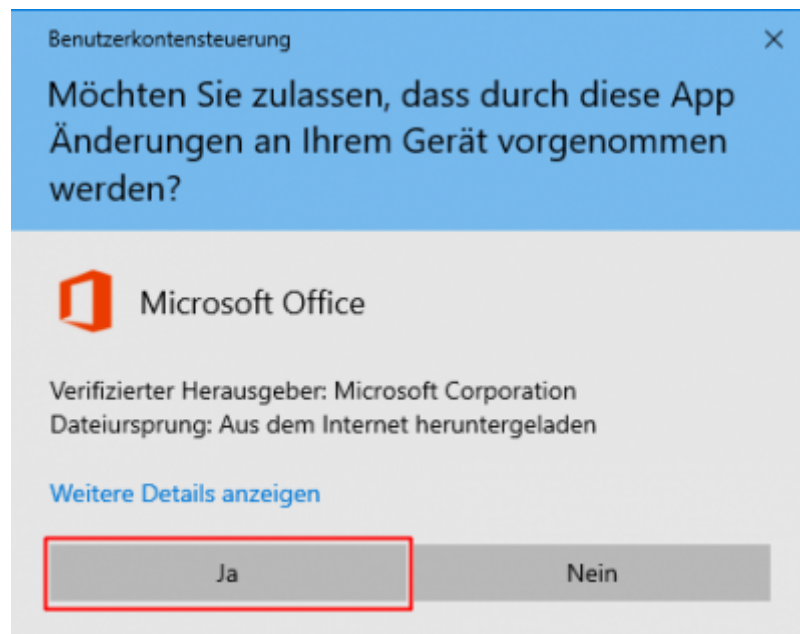 Benutzerkontensteuerung
Möchten Sie zulassen, dass durch diese App
Änderungen an Ihrem Gerät vorgenommen
werden?
Microsoft Office
Verifizierter Herausgeber: Microsoft Corporation
Dateiursprung: Aus dem Internet heruntergeladen
Weitere Details anzeigen
Ja
Nein